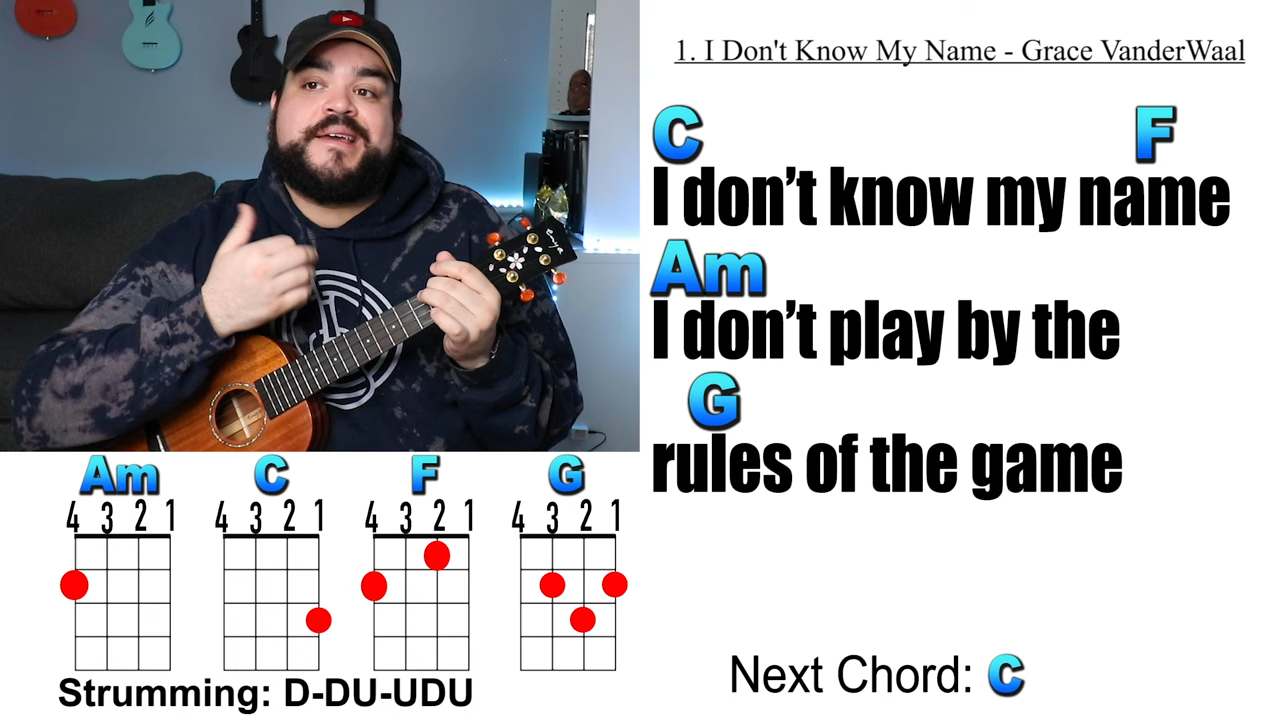 1. I Don't Know My Name - Grace VanderWaal
C F
I don't know my name
Am
I don't play by the
G
rules of the game
Next Chord: C
enya
Am C F G
4 3 2 1 4 3 2 1 4 3 2 1 4 3 2 1
Strumming: D-DU-UDU